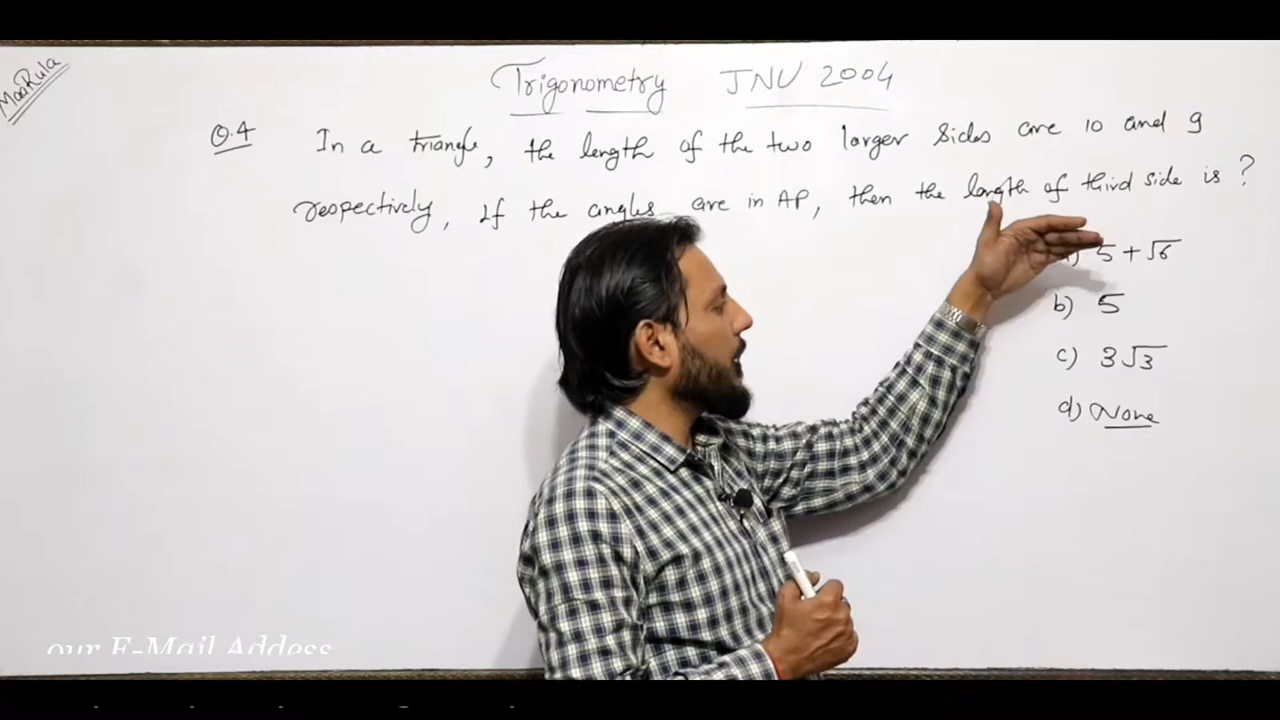 MooRula
Trigonometry JNU 2004
Q.4 In a triangle, the length of the two larger sides are 10 and 9
respectively, If the angles are in AP, then the length of third side is ?
a) 5+√6
b) 5
c) 3√3
d) None
our E-Mail Addess